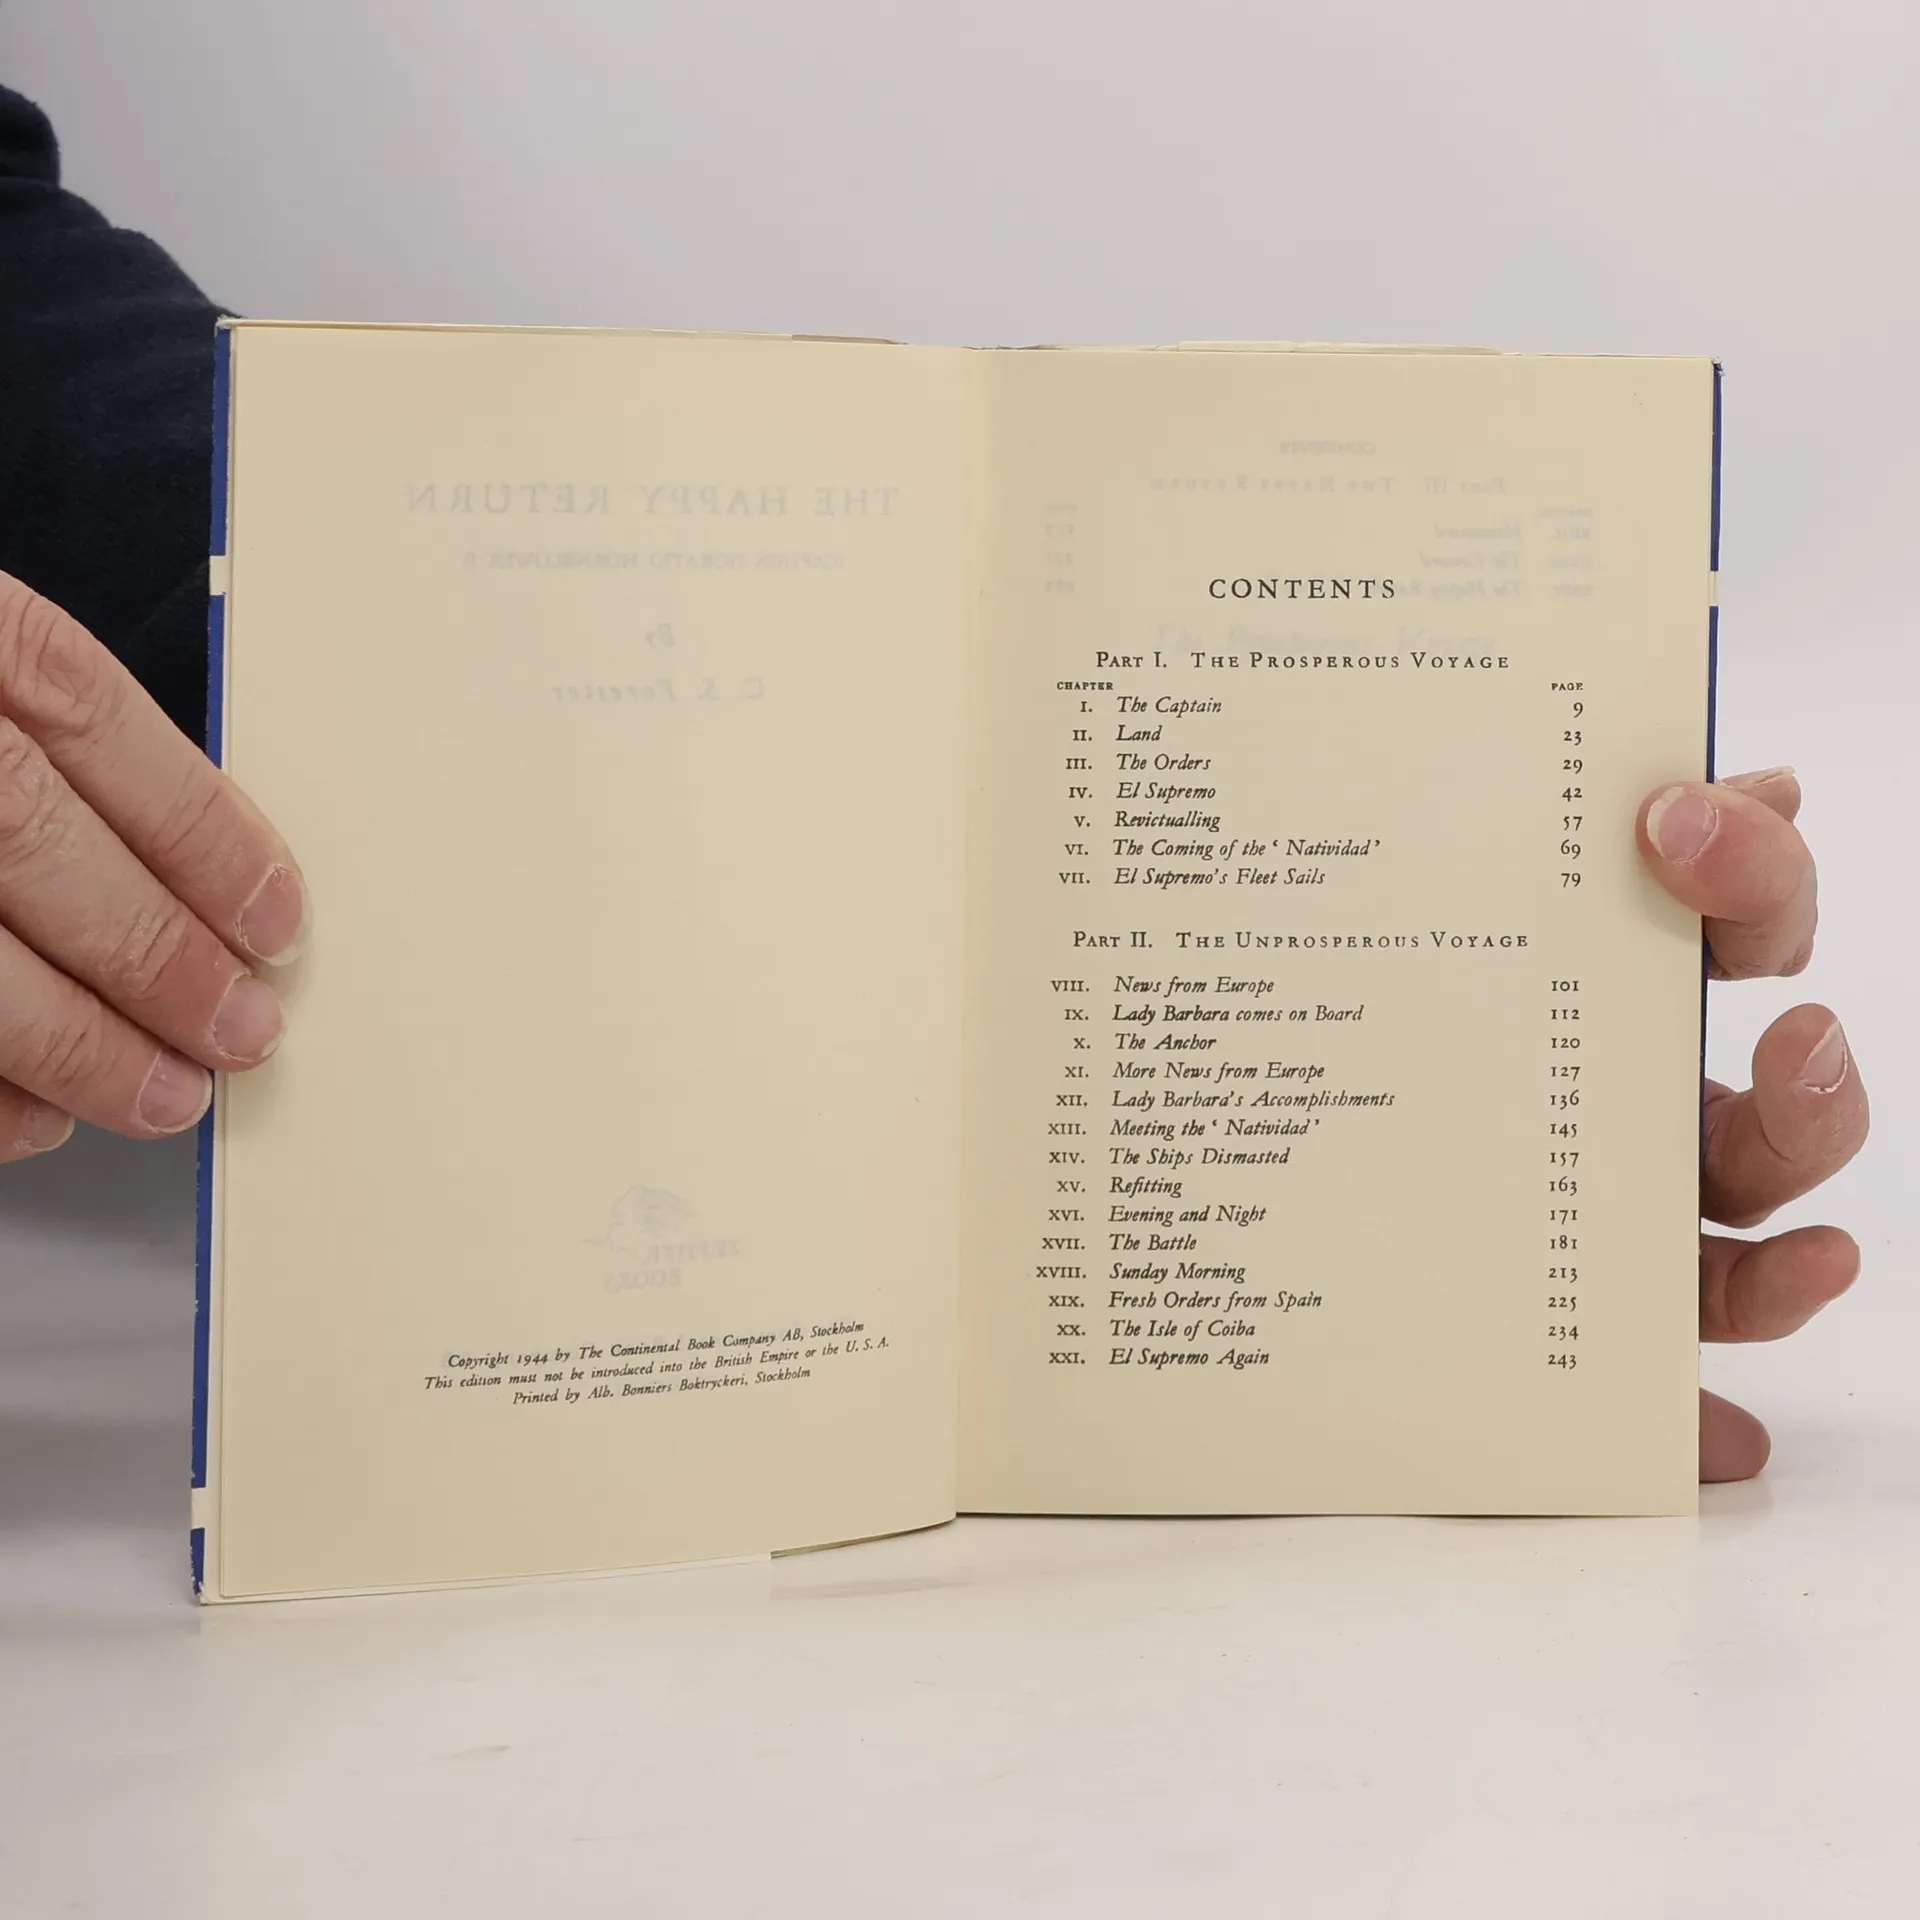 Copyright 1944 by The Continental Book Company AB, Stockholm
This edition must not be introduced into the British Empire or the U. S. A.
Printed by Alb. Bonniers Boktryckeri, Stockholm
CONTENTS
PART I. THE PROSPEROUS VOYAGE
CHAPTER PAGE
I. The Captain 9
II. Land 23
III. The Orders 29
IV. El Supremo 42
V. Revictualling 57
VI. The Coming of the ‘ Natividad’ 69
VII. El Supremo’s Fleet Sails 79
PART II. THE UNPROSPEROUS VOYAGE
VIII. News from Europe 101
IX. Lady Barbara comes on Board 112
X. The Anchor 120
XI. More News from Europe 127
XII. Lady Barbara’s Accomplishments 136
XIII. Meeting the ‘ Natividad’ 145
XIV. The Ships Dismasted 157
XV. Refitting 163
XVI. Evening and Night 171
XVII. The Battle 181
XVIII. Sunday Morning 213
XIX. Fresh Orders from Spain 225
XX. The Isle of Coiba 234
XXI. El Supremo Again 243